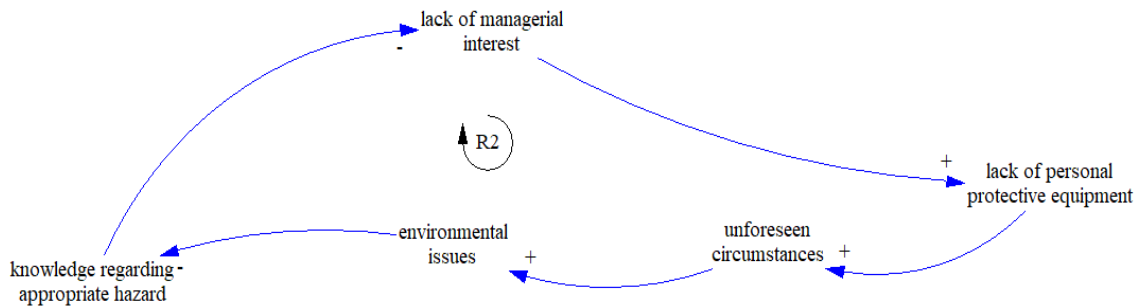 lack of managerial
interest
-
R2
+
lack of personal
protective equipment
unforeseen
circumstances
+
environmental
issues
+
knowledge regarding
appropriate hazard
-